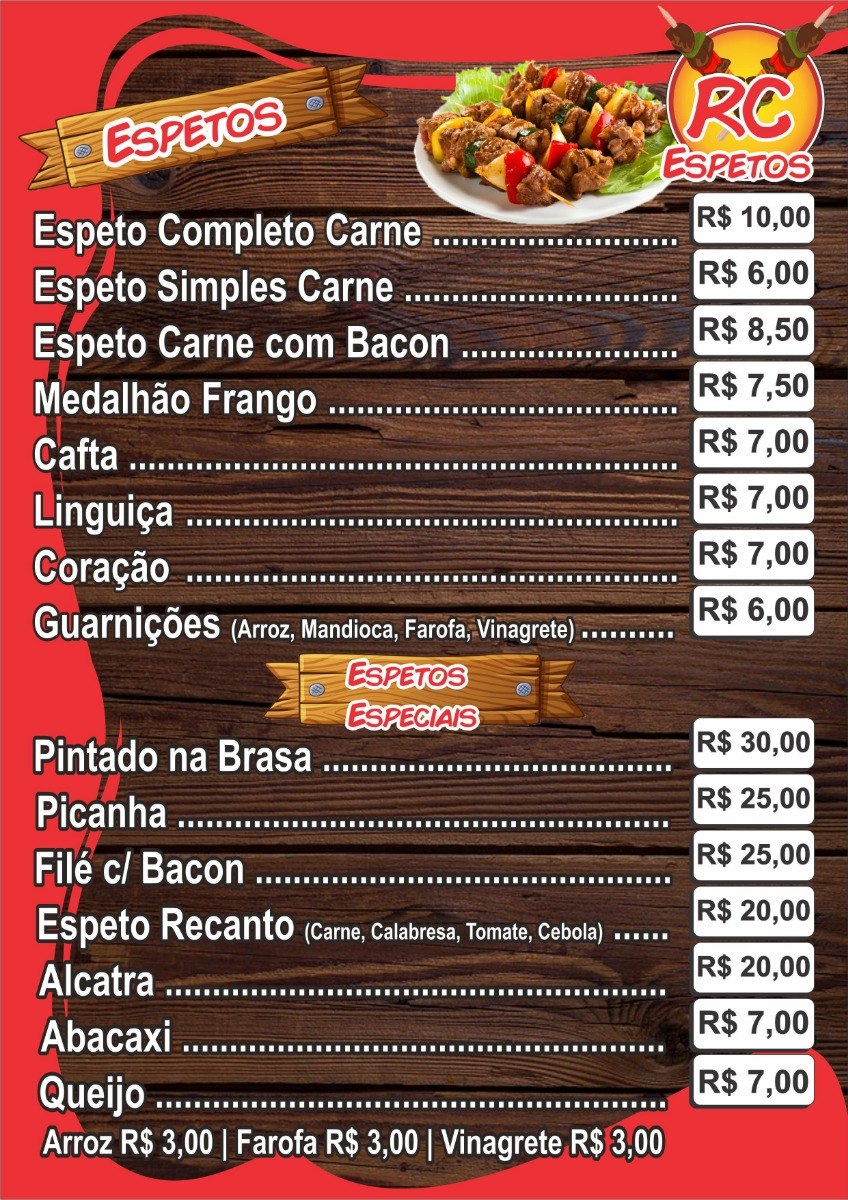 Espetos
RC
Espetos
Espeto Completo Carne ............................ R$ 10,00
Espeto Simples Carne ............................... R$ 6,00
Espeto Carne com Bacon ......................... R$ 8,50
Medalhão Frango ........................................ R$ 7,50
Cafta ............................................................... R$ 7,00
Linguiça ........................................................ R$ 7,00
Coração ........................................................ R$ 7,00
Guarnições (Arroz, Mandioca, Farofa, Vinagrete) .......... R$ 6,00
Espetos
Especiais
Pintado na Brasa ........................................ R$ 30,00
Picanha ........................................................ R$ 25,00
Filé c/ Bacon ................................................ R$ 25,00
Espeto Recanto (Carne, Calabresa, Tomate, Cebola) ...... R$ 20,00
Alcatra ......................................................... R$ 20,00
Abacaxi ....................................................... R$ 7,00
Queijo .......................................................... R$ 7,00
Arroz R$ 3,00 | Farofa R$ 3,00 | Vinagrete R$ 3,00